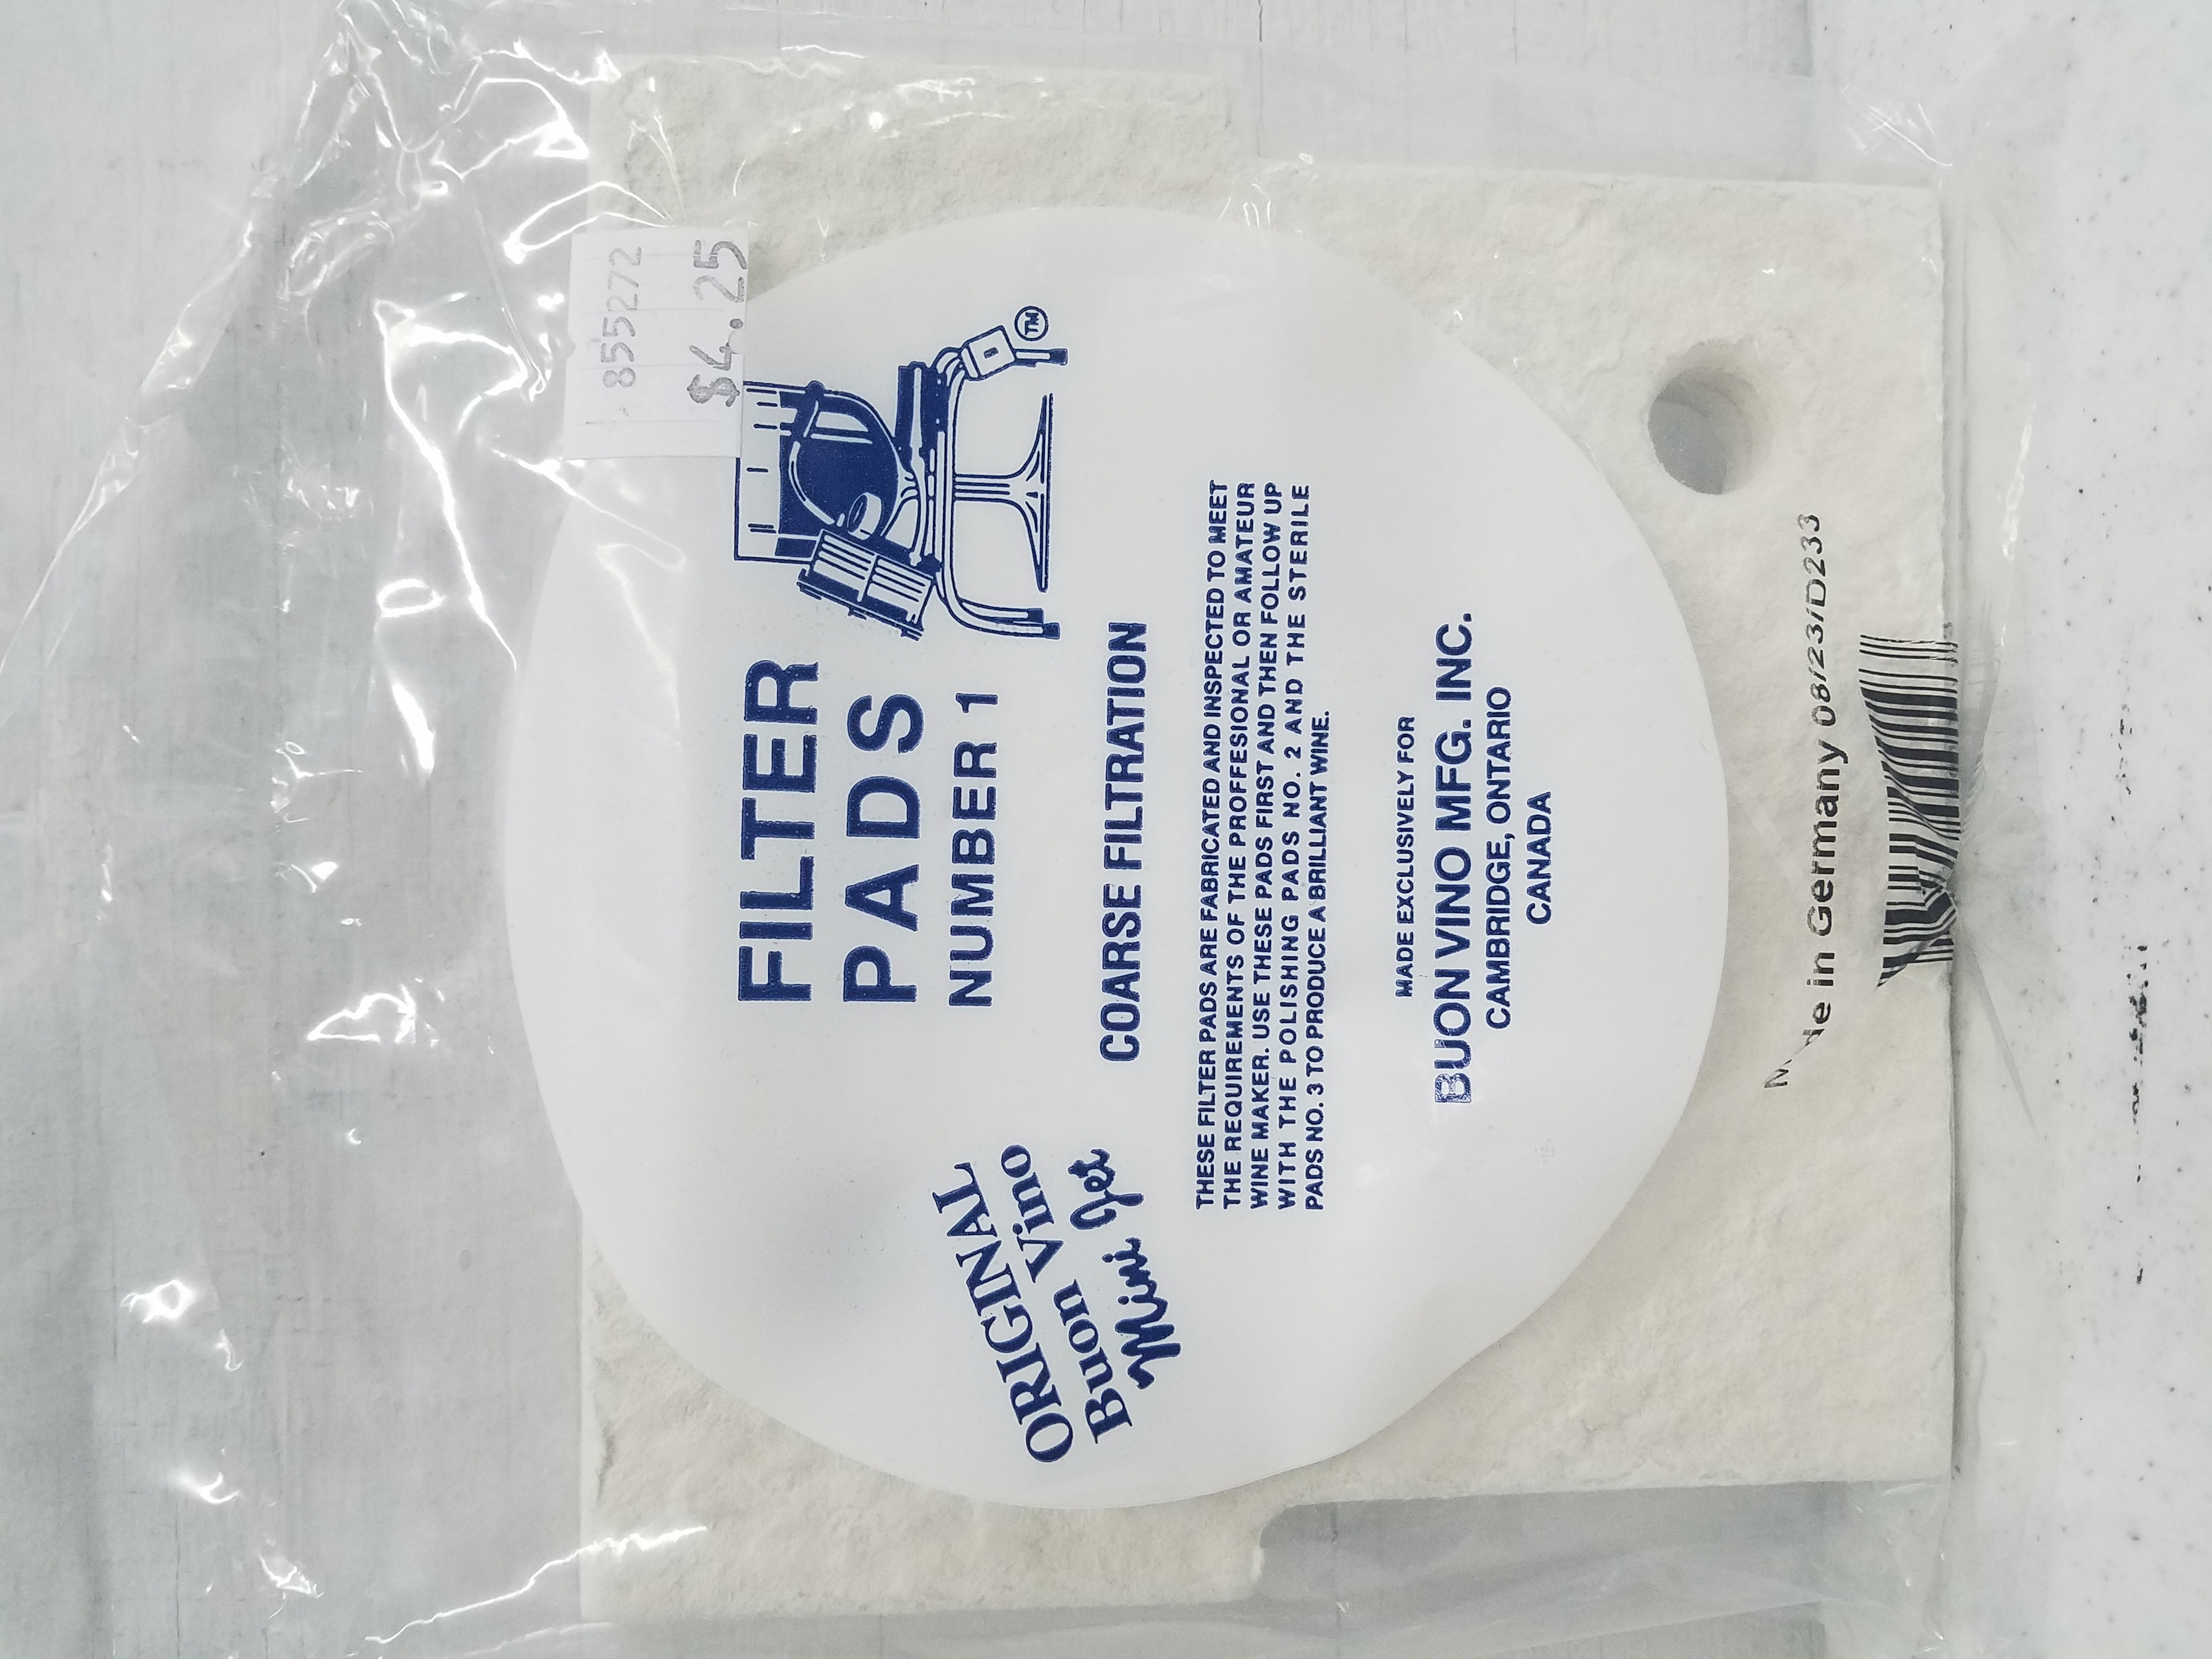 855272
$4.25
FILTER
PADS
NUMBER 1
TM
ORIGINAL
Buon Vino
Mini Jet
COARSE FILTRATION
THESE FILTER PADS ARE FABRICATED AND INSPECTED TO MEET
THE REQUIREMENTS OF THE PROFFESIONAL OR AMATEUR
WINE MAKER. USE THESE PADS FIRST AND THEN FOLLOW UP
WITH THE POLISHING PADS NO. 2 AND THE STERILE
PADS NO. 3 TO PRODUCE A BRILLIANT WINE.
MADE EXCLUSIVELY FOR
BUON VINO MFG. INC.
CAMBRIDGE, ONTARIO
CANADA
Made in Germany 08/23/D233